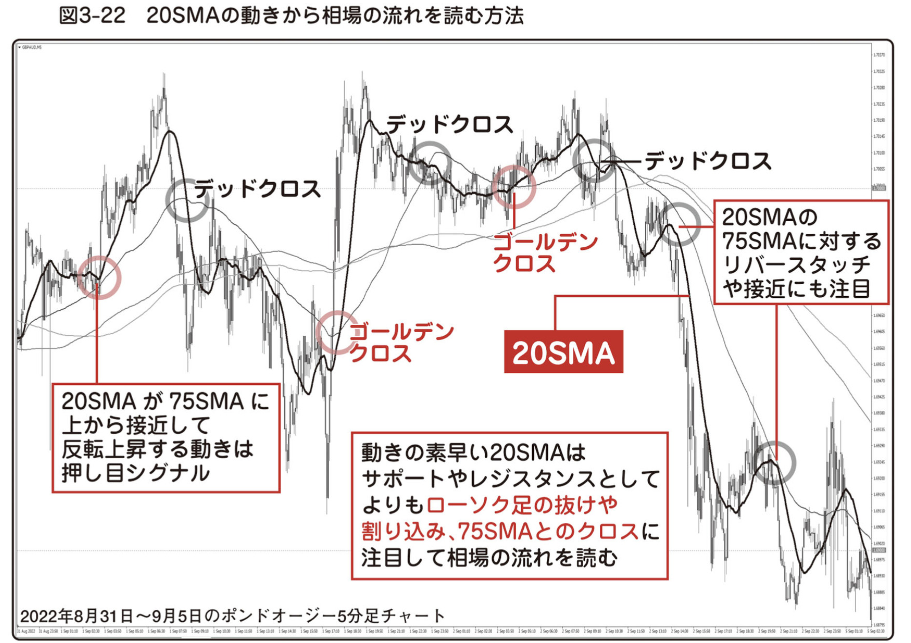 図3-22 20SMAの動きから相場の流れを読む方法
デッドクロス
デッドクロス
デッドクロス
ゴールデン
クロス
ゴールデン
クロス
20SMAの
75SMAに対する
リバースタッチ
や接近にも注目
20SMA
20SMAが75SMAに
上から接近して
反転上昇する動きは
押し目シグナル
動きの素早い20SMAは
サポートやレジスタンスとして
よりもローソク足の抜けや
割り込み、75SMAとのクロスに
注目して相場の流れを読む
2022年8月31日〜9月5日のポンドオージー5分足チャート